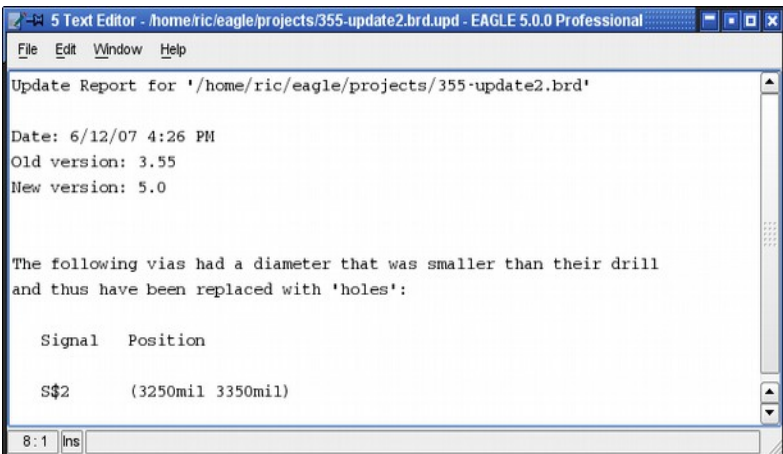 5 Text Editor - /home/ric/eagle/projects/355-update2.brd.upd - EAGLE 5.0.0 Professional
File Edit Window Help
Update Report for '/home/ric/eagle/projects/355-update2.brd'
Date: 6/12/07 4:26 PM
Old version: 3.55
New version: 5.0
The following vias had a diameter that was smaller than their drill
and thus have been replaced with 'holes':
Signal Position
S$2 (3250mil 3350mil)
8:1 Ins